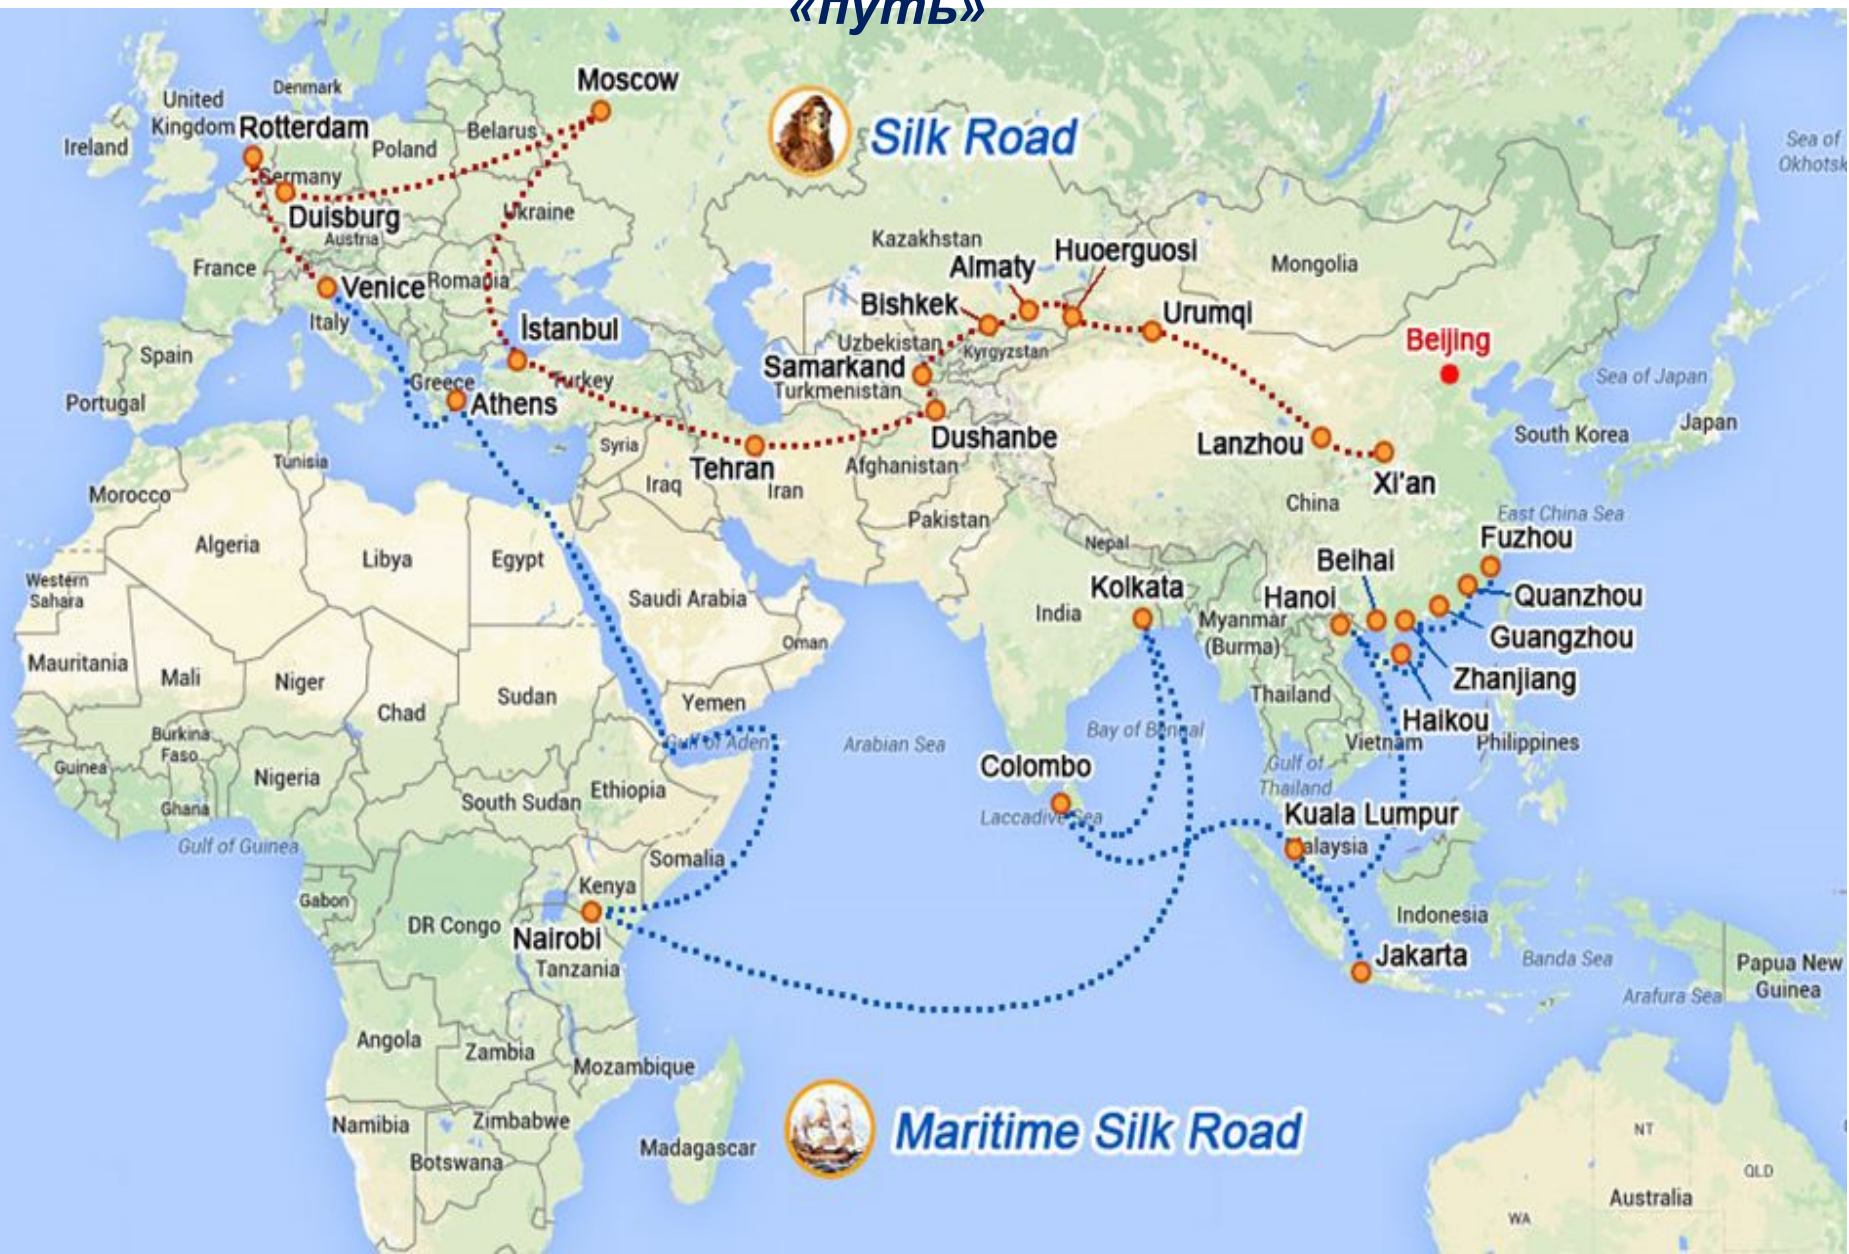 «путь»
Moscow
Silk Road
Denmark
United
Kingdom
Rotterdam
Ireland
Belarus
Poland
Germany
Duisburg
Ukraine
Austria
France
Venice
Romania
Italy
İstanbul
Spain
Portugal
Greece
Turkey
Athens
Kazakhstan
Almaty
Huoerguosi
Mongolia
Bishkek
Urumqi
Uzbekistan
Kyrgyzstan
Samarkand
Turkmenistan
Dushanbe
Beijing
Sea of
Okhotsk
Sea of Japan
Japan
South Korea
Lanzhou
Xi'an
China
East China Sea
Tunisia
Syria
Tehran
Afghanistan
Iraq
Iran
Morocco
Pakistan
Algeria
Libya
Egypt
Nepal
Western
Sahara
Saudi Arabia
Kolkata
India
Oman
Myanmar
(Burma)
Hanoi
Beihai
Fuzhou
Quanzhou
Guangzhou
Zhanjiang
Haikou
Thailand
Vietnam
Philippines
Mauritania
Mali
Niger
Chad
Sudan
Yemen
Gulf of Aden
Arabian Sea
Bay of Bengal
Burkina
Faso
Guinea
Nigeria
Ghana
Gulf of Guinea
South Sudan
Ethiopia
Colombo
Laccadive Sea
Gulf of
Thailand
Kuala Lumpur
Malaysia
Somalia
Kenya
Gabon
DR Congo
Nairobi
Tanzania
Indonesia
Jakarta
Banda Sea
Papua New
Guinea
Arafura Sea
Angola
Zambia
Mozambique
Namibia
Zimbabwe
Botswana
Madagascar
Maritime Silk Road
NT
QLD
Australia
WA